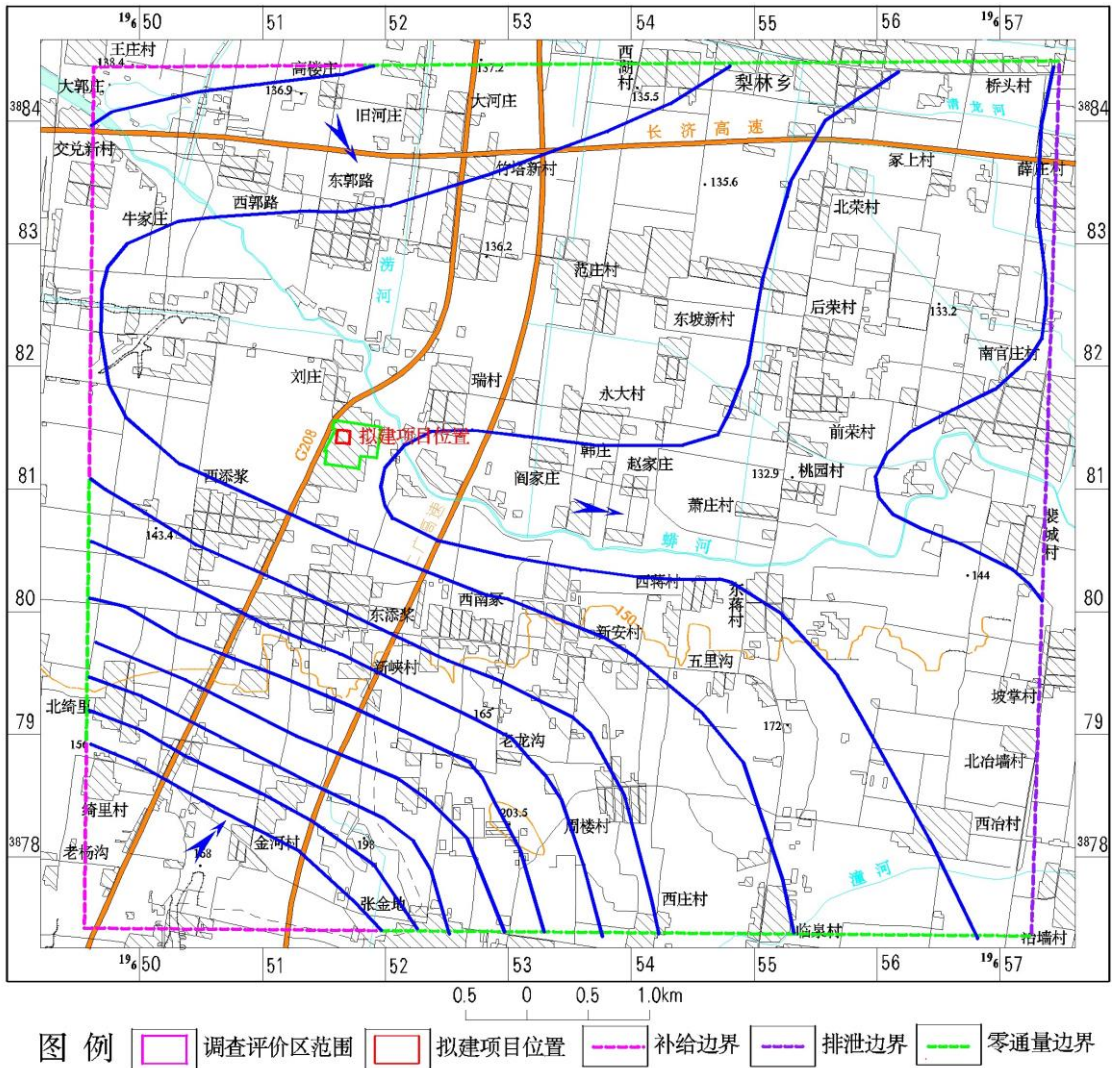 ¹⁹⁶50 51 52 53 54 55 56 ¹⁹⁶57
王庄村
138.4
大郭庄
高楼庄
136.9
137.2
西湖村
135.5
梨林乡
桥头村
³⁸84
旧河庄
大河庄
长济高速
交兑新村
东郭路
竹培新村
135.6
冢上村
薛庄村
西郭路
牛家庄
北荣村
83
83
136.2
涝河
范庄村
东坡新村
后荣村
133.2
82
82
南官庄村
刘庄
瑞村
永大村
前荣村
G208
拟建项目位置
韩庄
赵家庄
81
81
西添浆
阎家庄
132.9
桃园村
143.4
萧庄村
蟒河
裴城村
西蒋村
东蒋村
144
80
80
东添浆
西南冢
新安村
150
五里沟
新峡村
坡掌村
79
79
北绮里
165
老龙沟
172
北冶墙村
绮里村
203.5
周楼村
西冶村
³⁸78
³⁸78
老杨沟
金河村
198
168
湨河
张金地
西庄村
临泉村
冶墙村
¹⁹⁶50 51 52 53 54 55 56 ¹⁹⁶57
0.5 0 0.5 1.0km
图例 调查评价区范围 拟建项目位置 补给边界 排泄边界 零通量边界